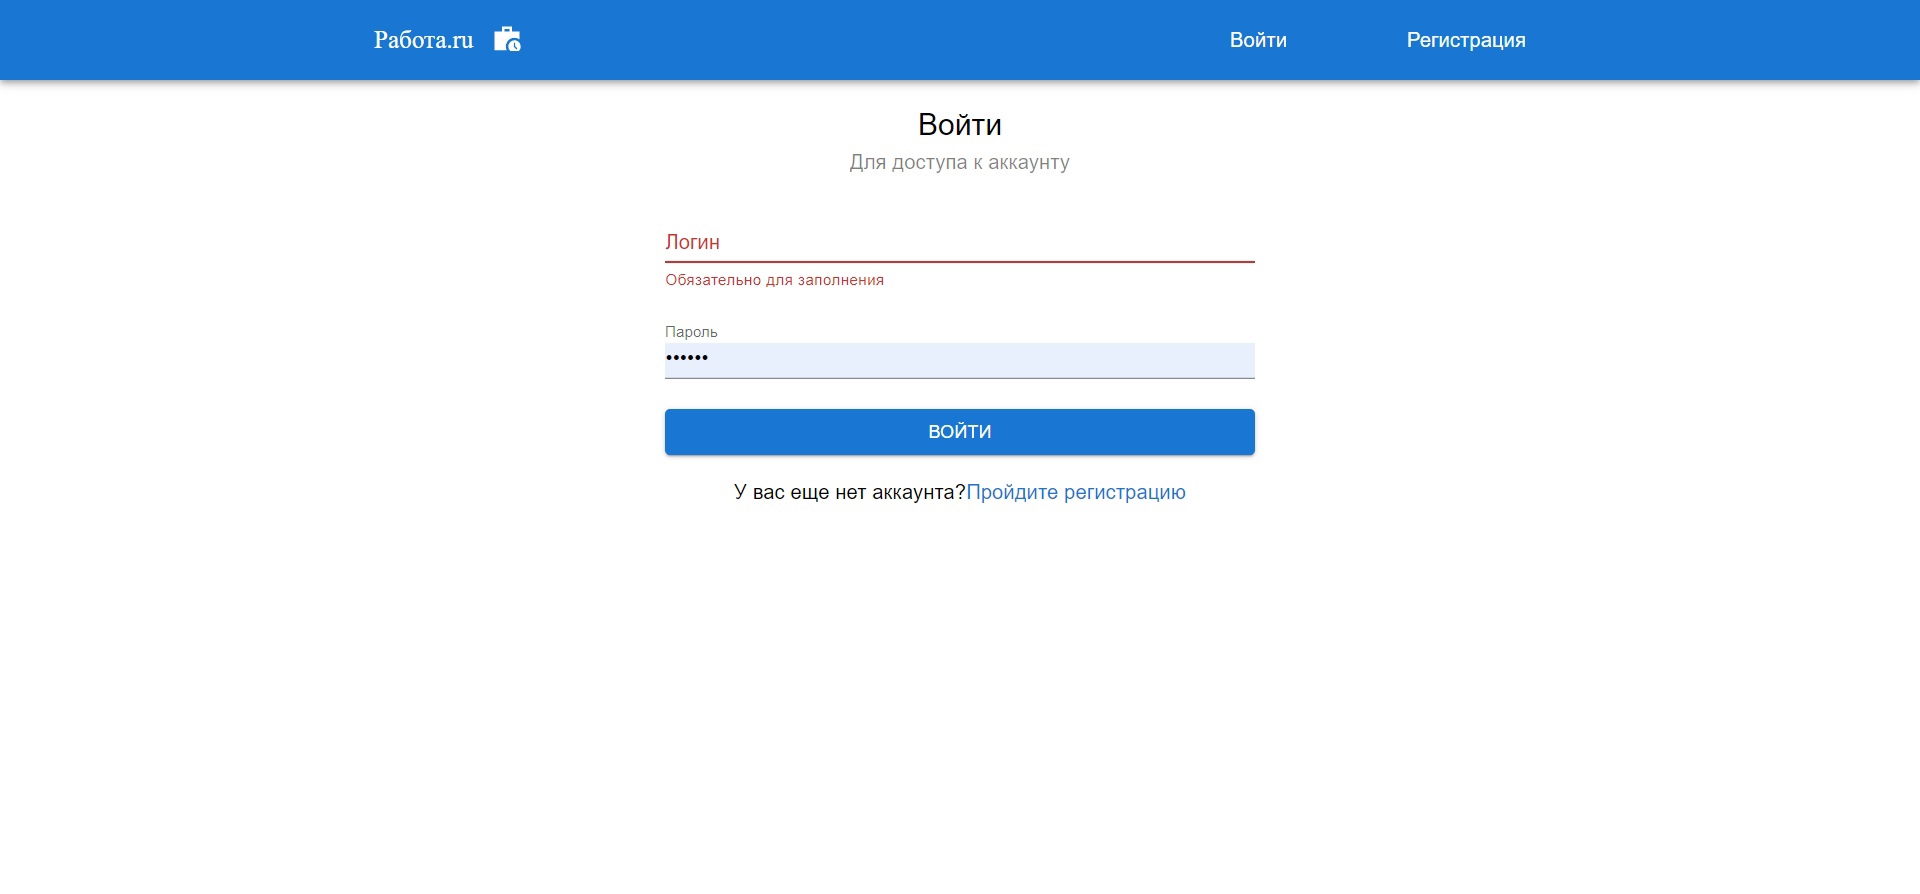 Работа.ru
Войти
Регистрация
Войти
Для доступа к аккаунту
Логин
Обязательно для заполнения
Пароль
••••••
ВОЙТИ
У вас еще нет аккаунта?Пройдите регистрацию